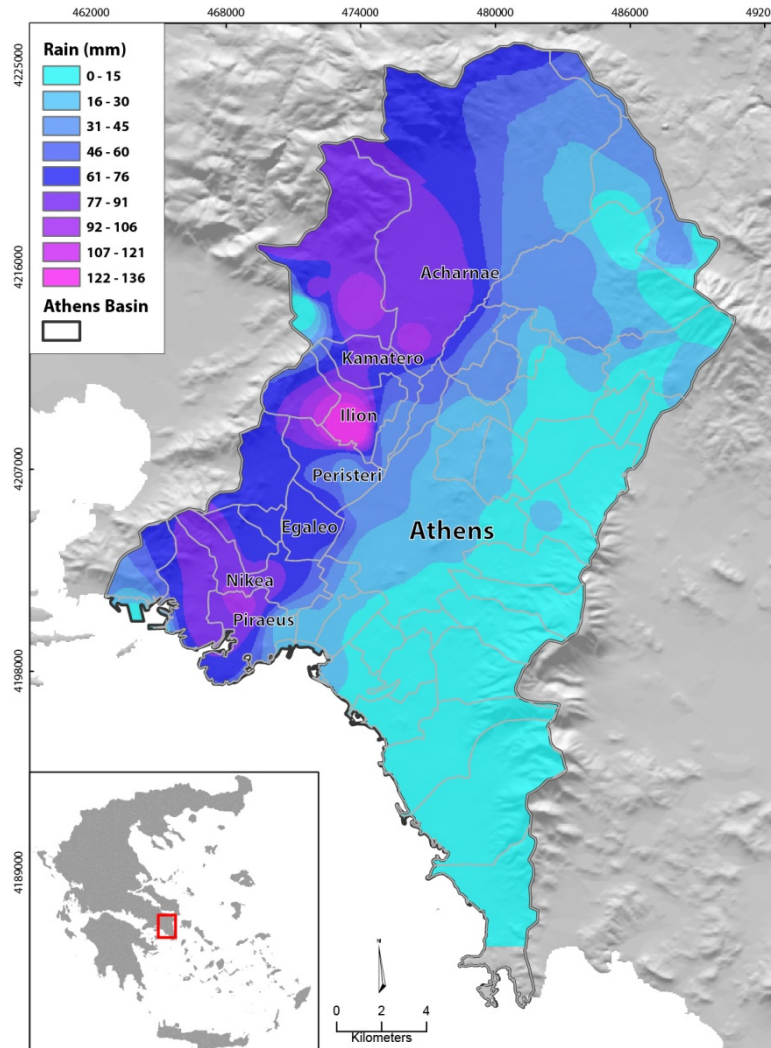 462000 468000 474000 480000 486000 4920
4225000
4216000
4207000
4198000
4189000
Rain (mm)
0 - 15
16 - 30
31 - 45
46 - 60
61 - 76
77 - 91
92 - 106
107 - 121
122 - 136
Athens Basin
Acharnae
Kamatero
Ilion
Peristeri
Egaleo
Athens
Nikea
Piraeus
N
0 2 4
Kilometers